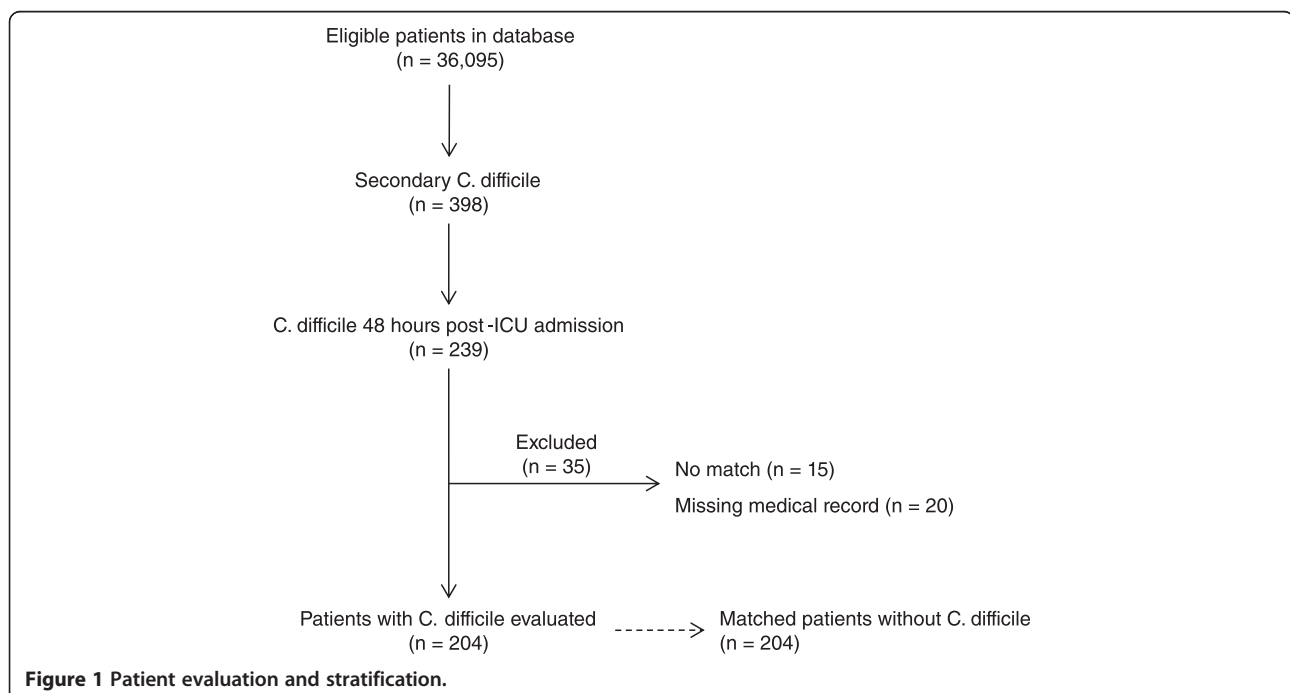 Eligible patients in database
(n = 36,095)
Secondary C. difficile
(n = 398)
C. difficile 48 hours post-ICU admission
(n = 239)
Excluded
(n = 35)
No match (n = 15)
Missing medical record (n = 20)
Patients with C. difficile evaluated
(n = 204)
Matched patients without C. difficile
(n = 204)
Figure 1 Patient evaluation and stratification.